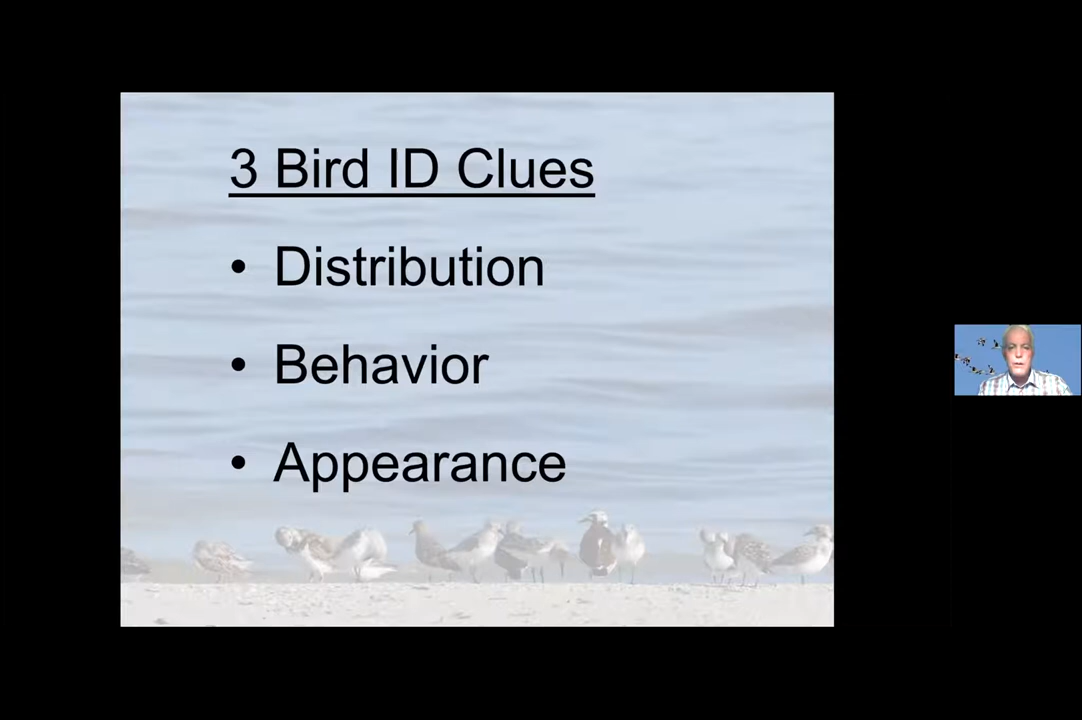 3 Bird ID Clues
• Distribution
• Behavior
• Appearance